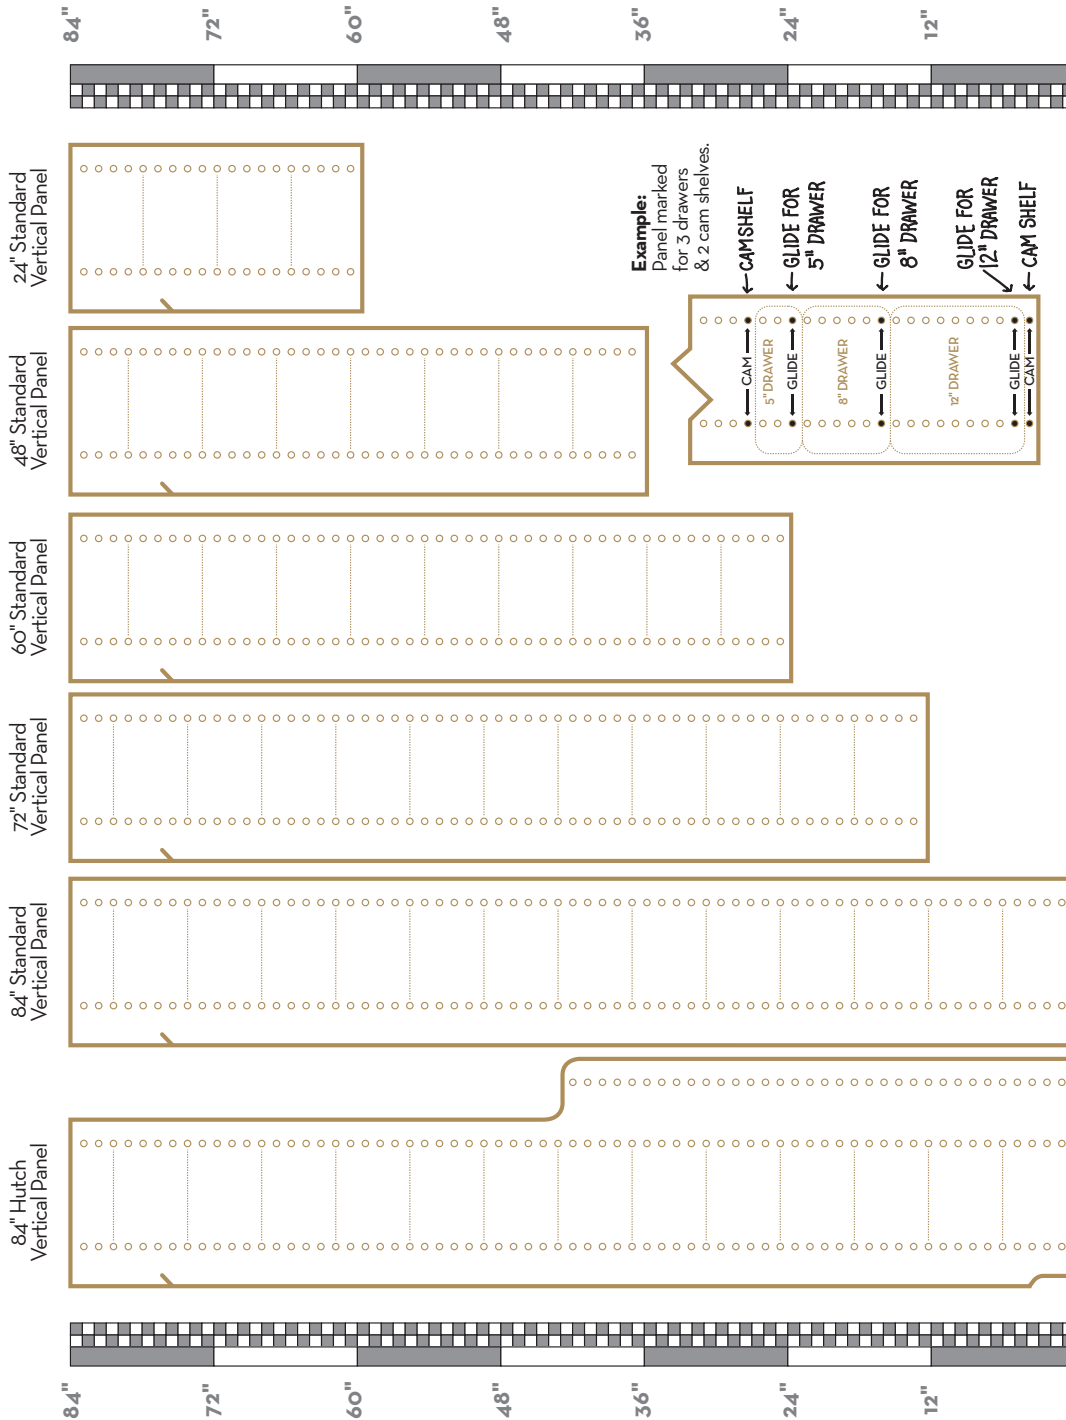 84"
72"
60"
48"
36"
24"
12"
24" Standard
Vertical Panel
48" Standard
Vertical Panel
60" Standard
Vertical Panel
72" Standard
Vertical Panel
84" Standard
Vertical Panel
84" Hutch
Vertical Panel
Example:
Panel marked
for 3 drawers
& 2 cam shelves.
CAM SHELF
GLIDE FOR
5" DRAWER
GLIDE FOR
8" DRAWER
GLIDE FOR
12" DRAWER
CAM SHELF
CAM
5" DRAWER
GLIDE
8" DRAWER
GLIDE
12" DRAWER
GLIDE
CAM
84"
72"
60"
48"
36"
24"
12"